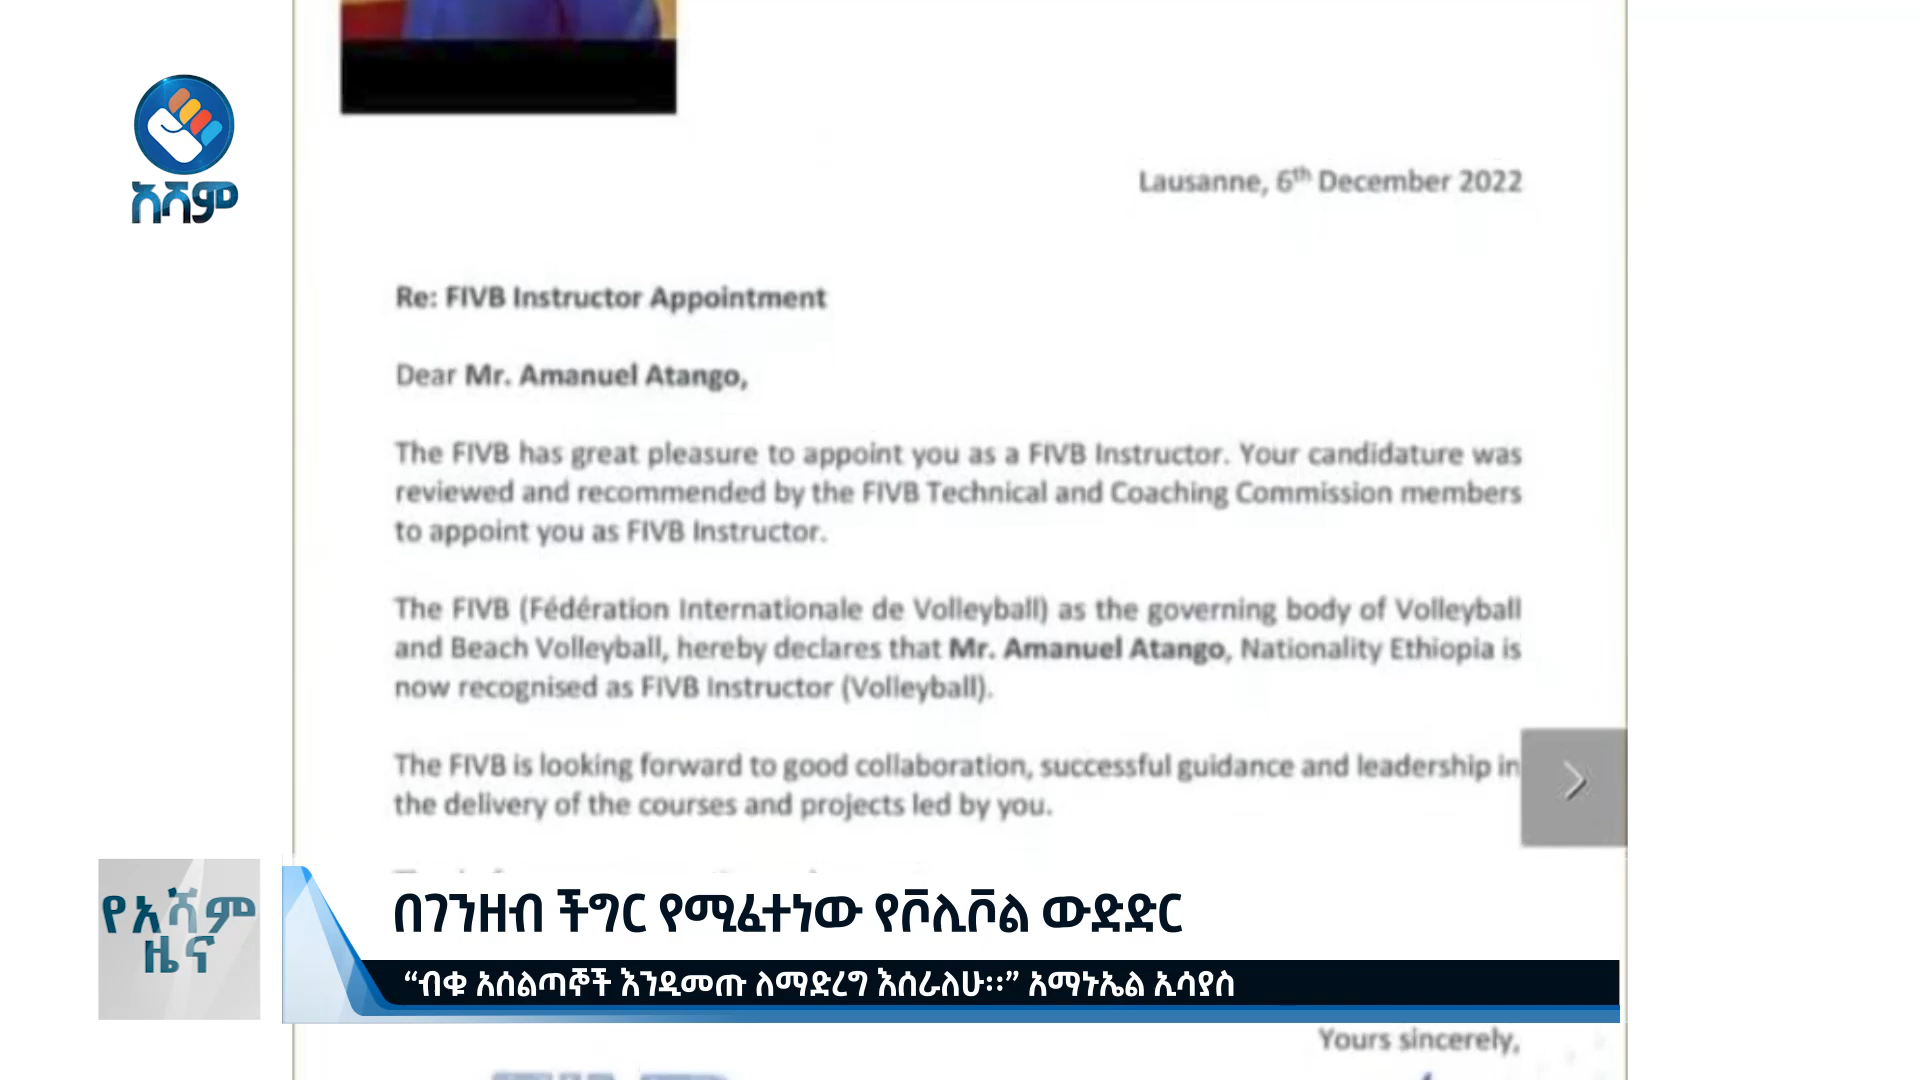 አሻም
Lausanne, 6th December 2022
Re: FIVB Instructor Appointment
Dear Mr. Amanuel Atango,
The FIVB has great pleasure to appoint you as a FIVB Instructor. Your candidature was
reviewed and recommended by the FIVB Technical and Coaching Commission members
to appoint you as FIVB Instructor.
The FIVB (Fédération Internationale de Volleyball) as the governing body of Volleyball
and Beach Volleyball, hereby declares that Mr. Amanuel Atango, Nationality Ethiopia is
now recognised as FIVB Instructor (Volleyball).
The FIVB is looking forward to good collaboration, successful guidance and leadership in
the delivery of the courses and projects led by you.
የአሻም
ዜና
በገንዘብ ችግር የሚፈተነው የቮሊቮል ውድድር
“ብቁ አሰልጣኞች እንዲመጡ ለማድረግ እሰራለሁ።” አማኑኤል ኢሳያስ
Yours sincerely,